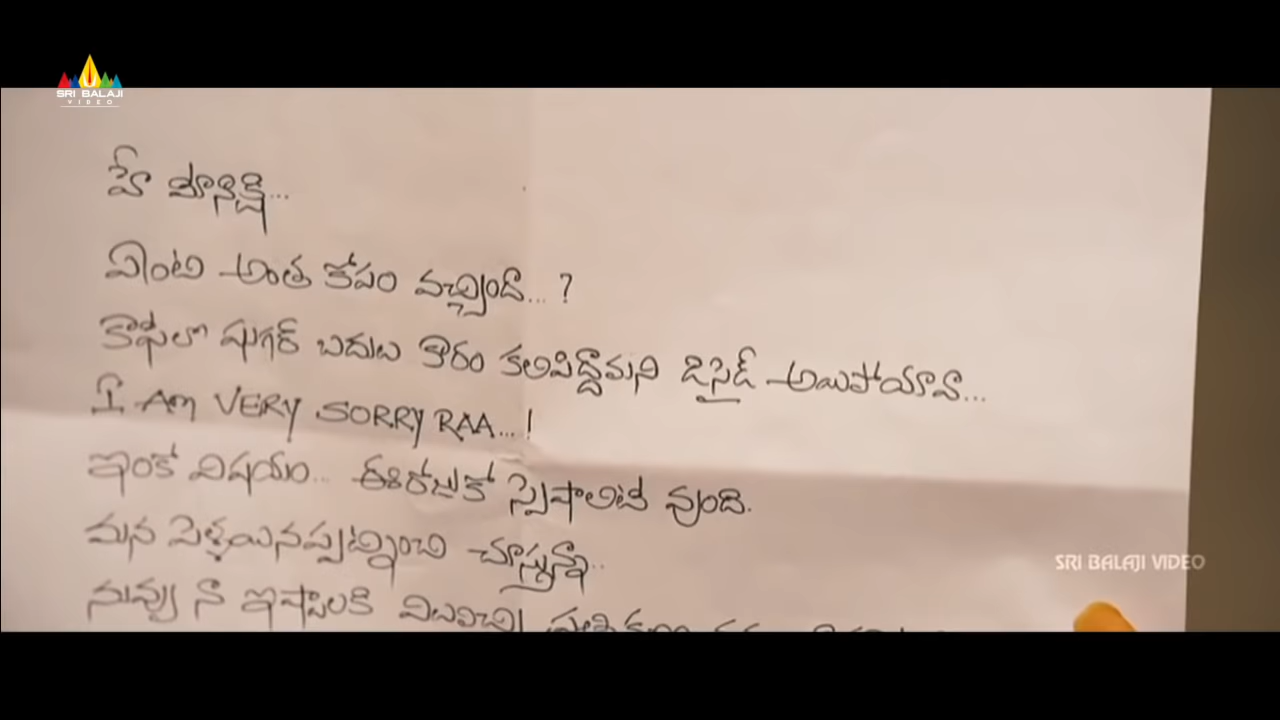 SRI BALAJI
VIDEO
హే మీనాక్షి...
ఏంటి అంత కోపం వచ్చిందా...?
కాఫీలో షుగర్ బదులు కారం కలిపిద్దామని డిసైడ్ అయిపోయావా...
I AM VERY SORRY RAA...!
ఇంకో విషయం... ఈరోజుకో స్పెషాలిటీ వుంది.
మన పెళ్ళయినప్పట్నించి చూస్తున్నా..
నువ్వు నా ఇష్టాలకి విలువిచ్చి
SRI BALAJI VIDEO